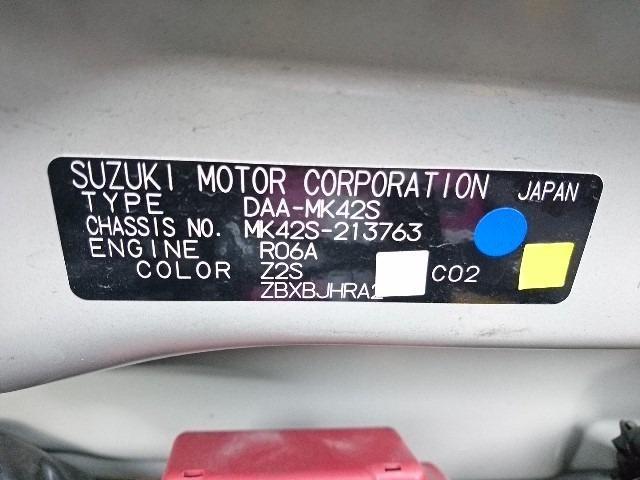 SUZUKI MOTOR CORPORATION JAPAN
TYPE DAA-MK42S
CHASSIS NO. MK42S-213763
ENGINE R06A
COLOR Z2S C02
ZBXBJHRA2